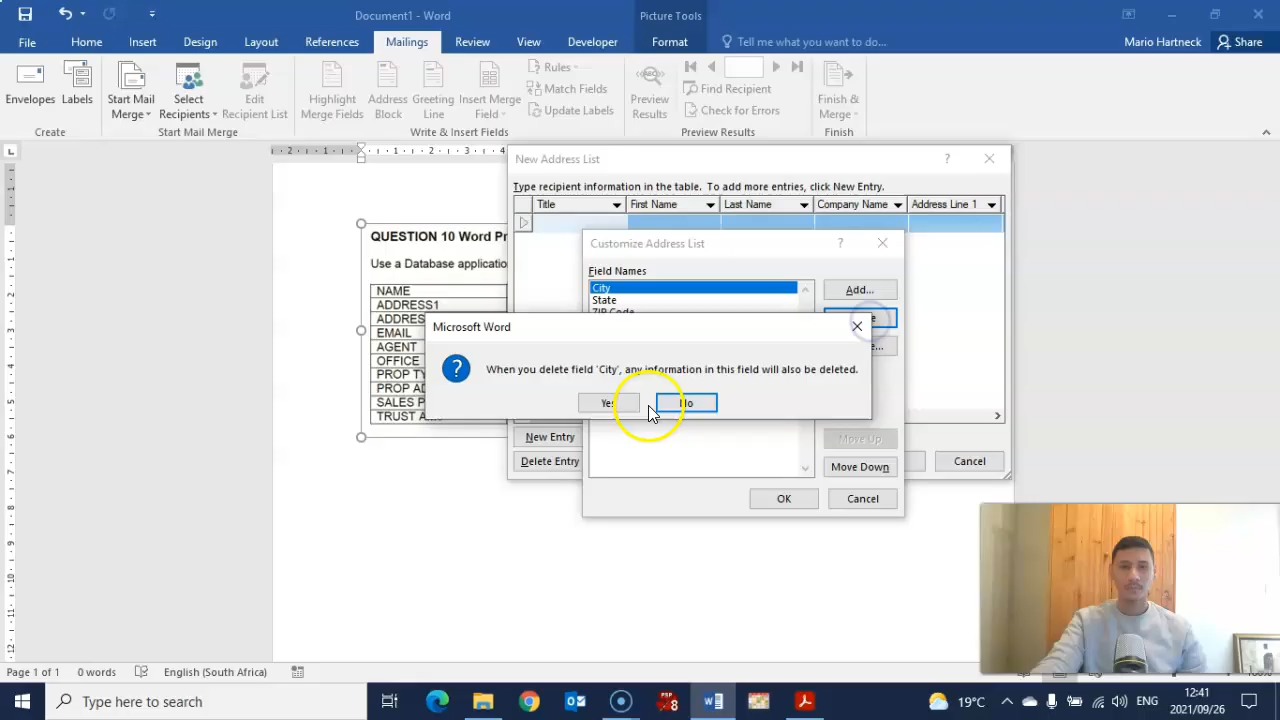 Document1 - Word
Picture Tools
File Home Insert Design Layout References Mailings Review View Developer Format Tell me what you want to do... Mario Hartneck Share
Envelopes Labels
Start Mail Merge Select Recipients Edit Recipient List
Highlight Merge Fields Address Block Greeting Line Insert Merge Field
Rules
Match Fields
Update Labels
Preview Results
Find Recipient
Check for Errors
Finish & Merge
Create Start Mail Merge Write & Insert Fields Preview Results Finish
New Address List
Type recipient information in the table. To add more entries, click New Entry.
Title First Name Last Name Company Name Address Line 1
QUESTION 10 Word
Use a Database applicatio
NAME
ADDRESS1
EMAIL
AGENT
OFFICE
PROP
PROP
SALES
TRUST
Customize Address List
Field Names
City
State
ZIP Code
Add...
Microsoft Word
When you delete field 'City', any information in this field will also be deleted.
Yes No
New Entry
Delete Entry
Cancel
Move Up
Move Down
OK Cancel
Page 1 of 1 0 words English (South Africa)
Type here to search
19°C ENG 12:41
2021/09/26